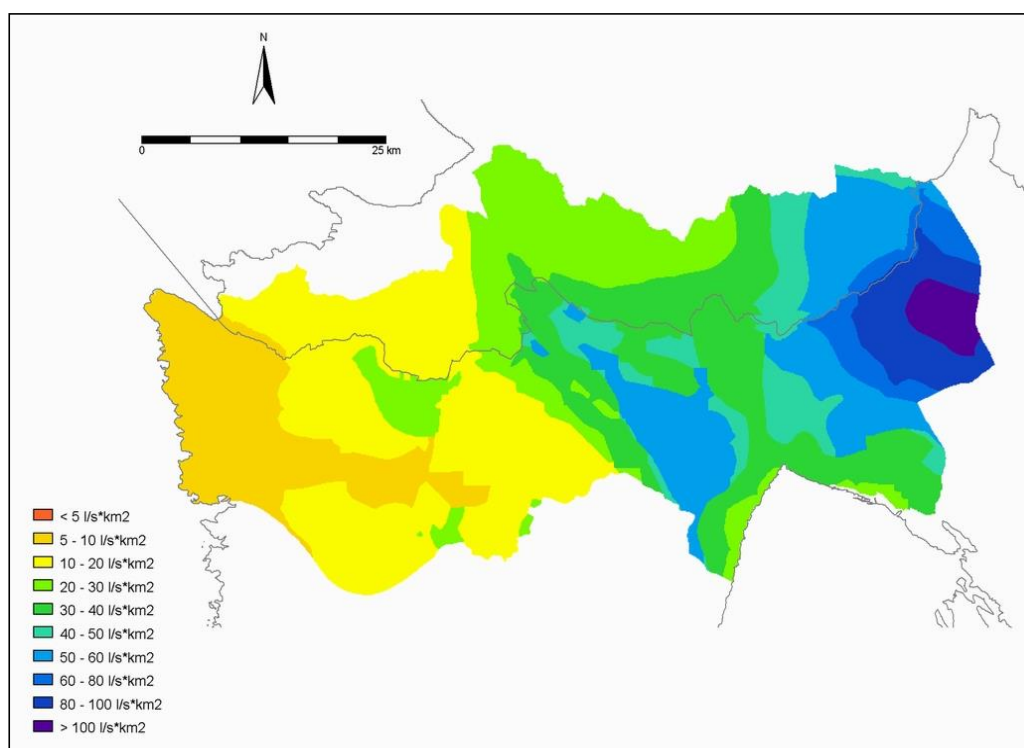 N
0 25 km
< 5 l/s*km2
5 - 10 l/s*km2
10 - 20 l/s*km2
20 - 30 l/s*km2
30 - 40 l/s*km2
40 - 50 l/s*km2
50 - 60 l/s*km2
60 - 80 l/s*km2
80 - 100 l/s*km2
> 100 l/s*km2